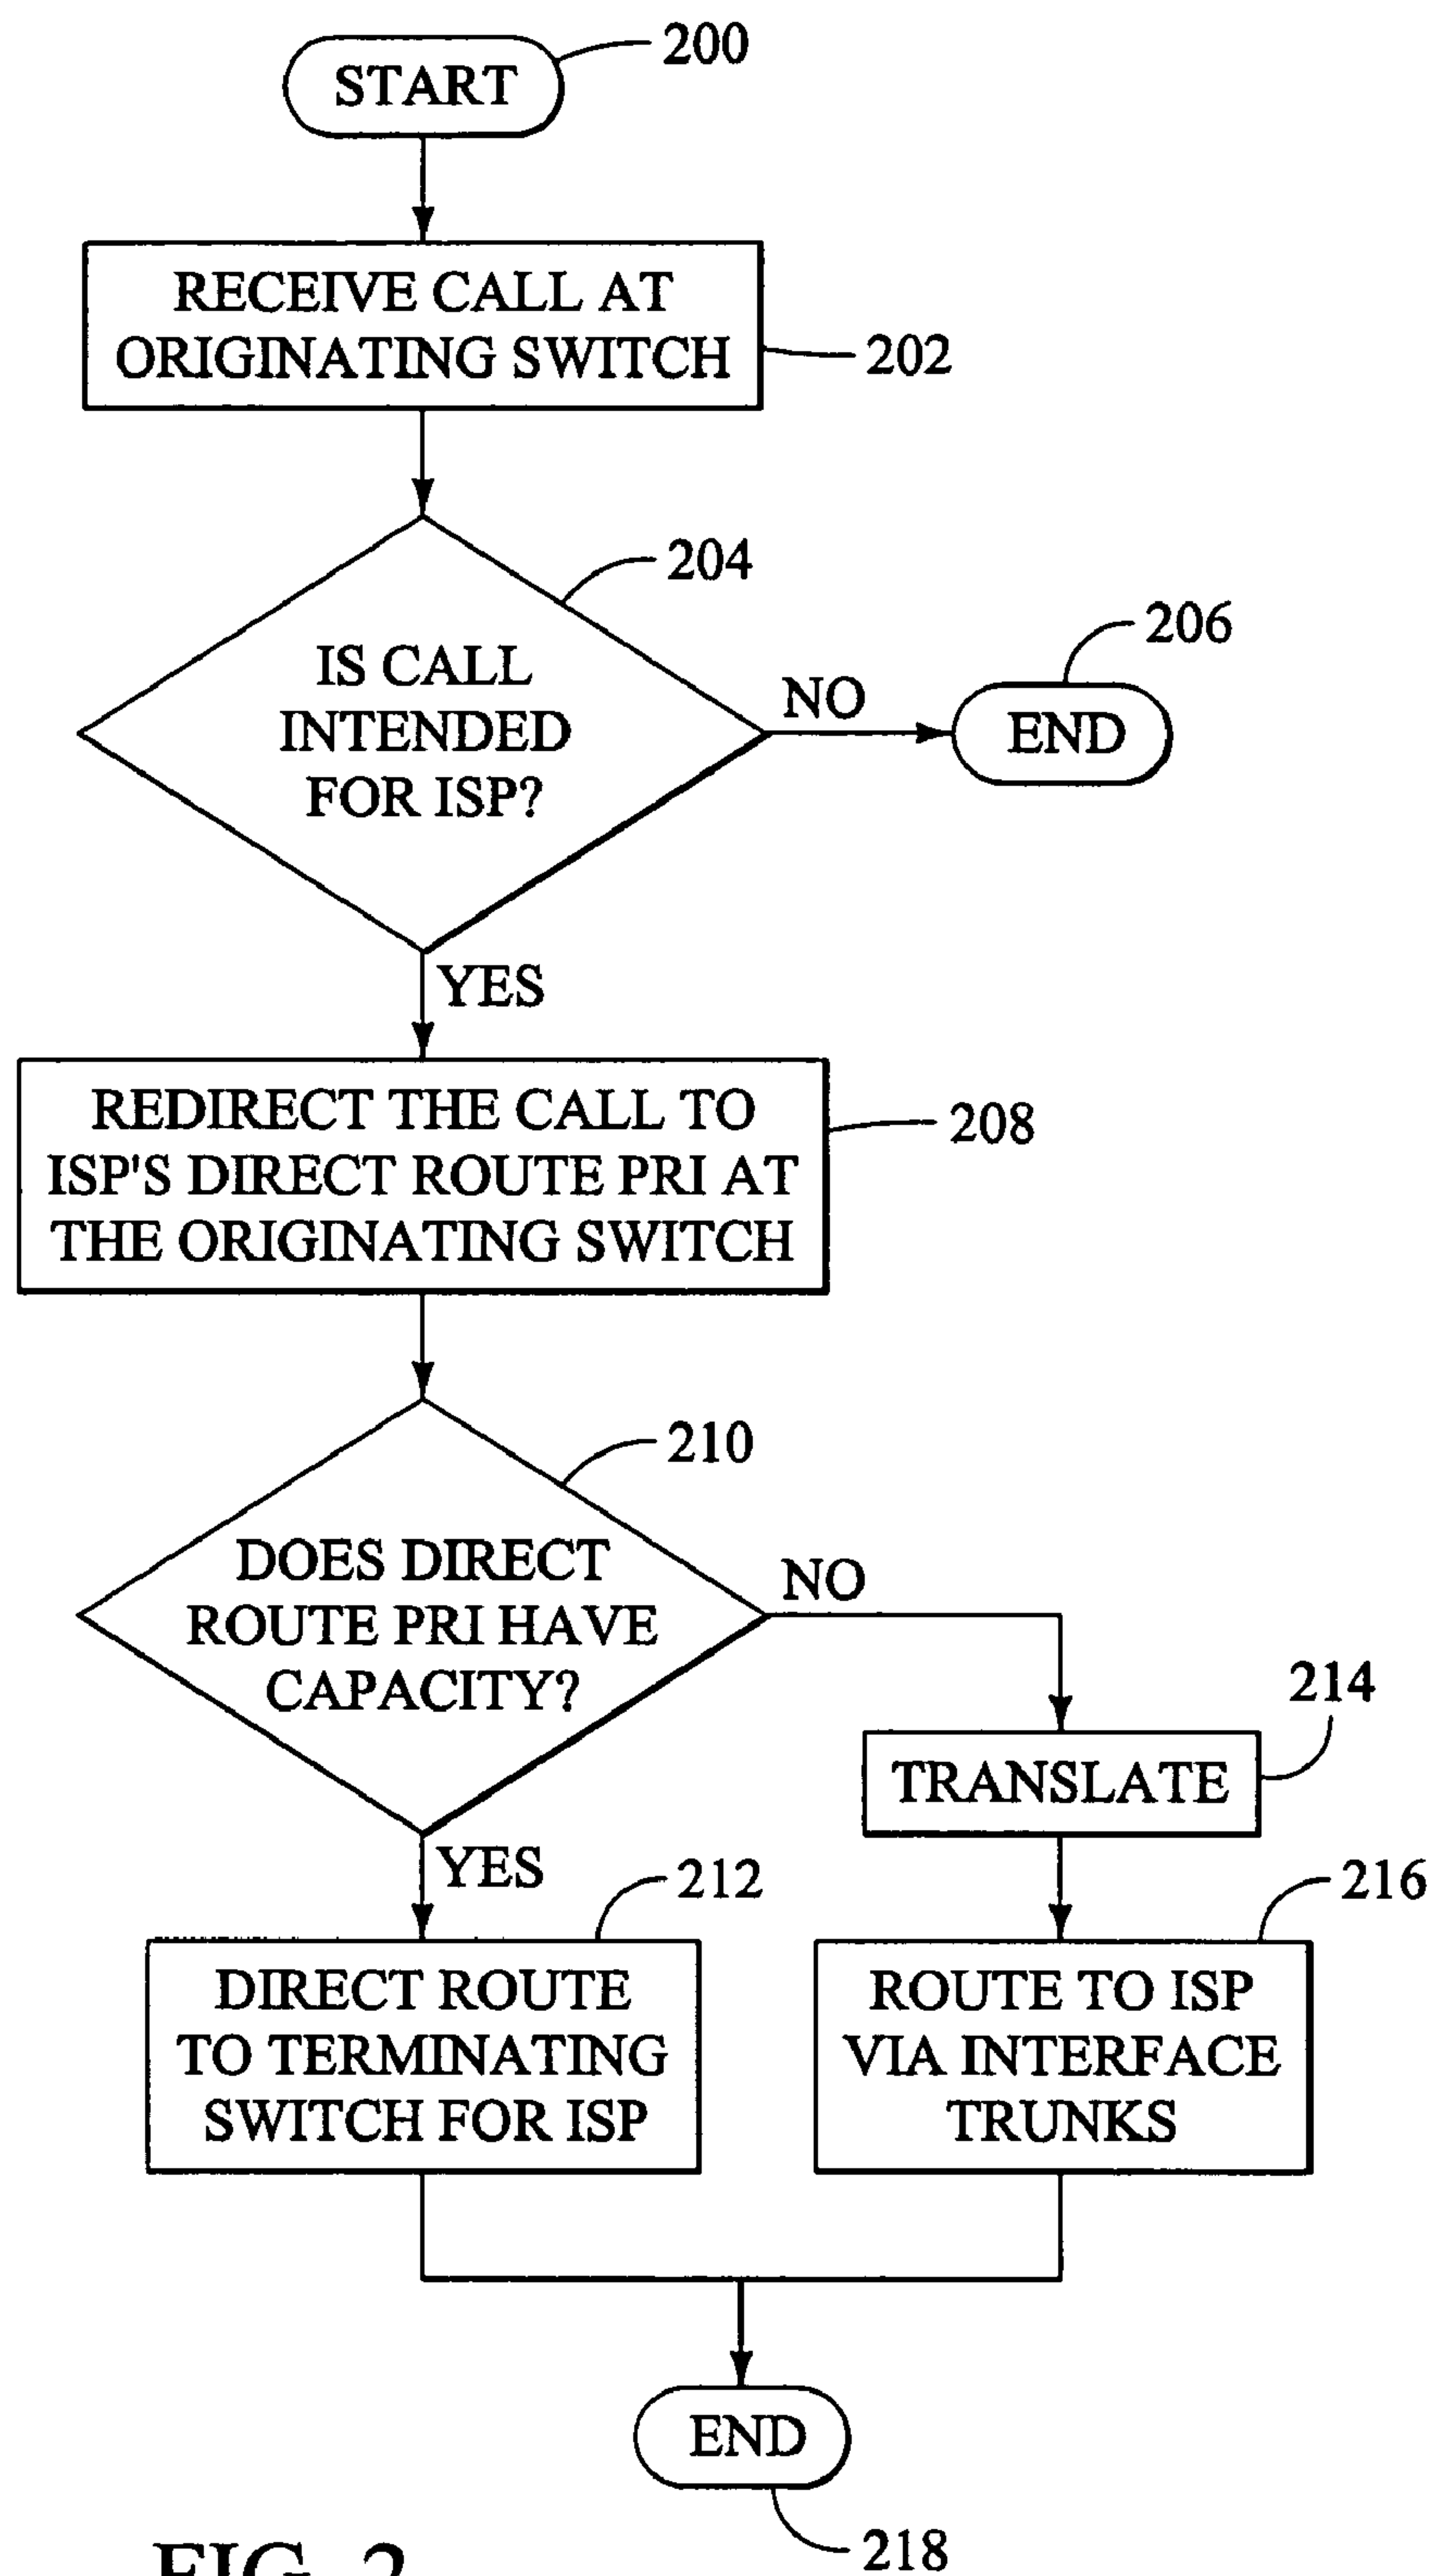 START
200
RECEIVE CALL AT
ORIGINATING SWITCH
202
204
IS CALL
INTENDED
FOR ISP?
NO
206
END
YES
REDIRECT THE CALL TO
ISP'S DIRECT ROUTE PRI AT
THE ORIGINATING SWITCH
208
210
DOES DIRECT
ROUTE PRI HAVE
CAPACITY?
NO
214
TRANSLATE
YES
212
DIRECT ROUTE
TO TERMINATING
SWITCH FOR ISP
216
ROUTE TO ISP
VIA INTERFACE
TRUNKS
END
218
FIG. 2